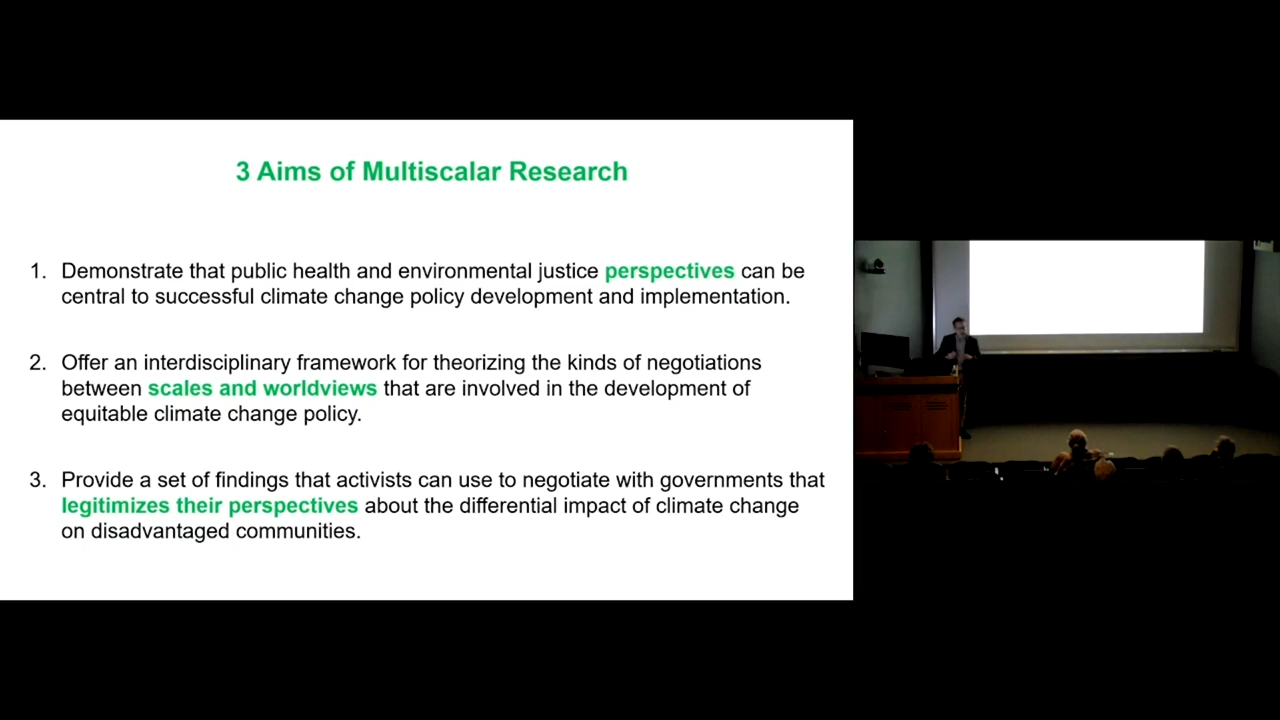 3 Aims of Multiscalar Research
1. Demonstrate that public health and environmental justice perspectives can be
central to successful climate change policy development and implementation.
2. Offer an interdisciplinary framework for theorizing the kinds of negotiations
between scales and worldviews that are involved in the development of
equitable climate change policy.
3. Provide a set of findings that activists can use to negotiate with governments that
legitimizes their perspectives about the differential impact of climate change
on disadvantaged communities.